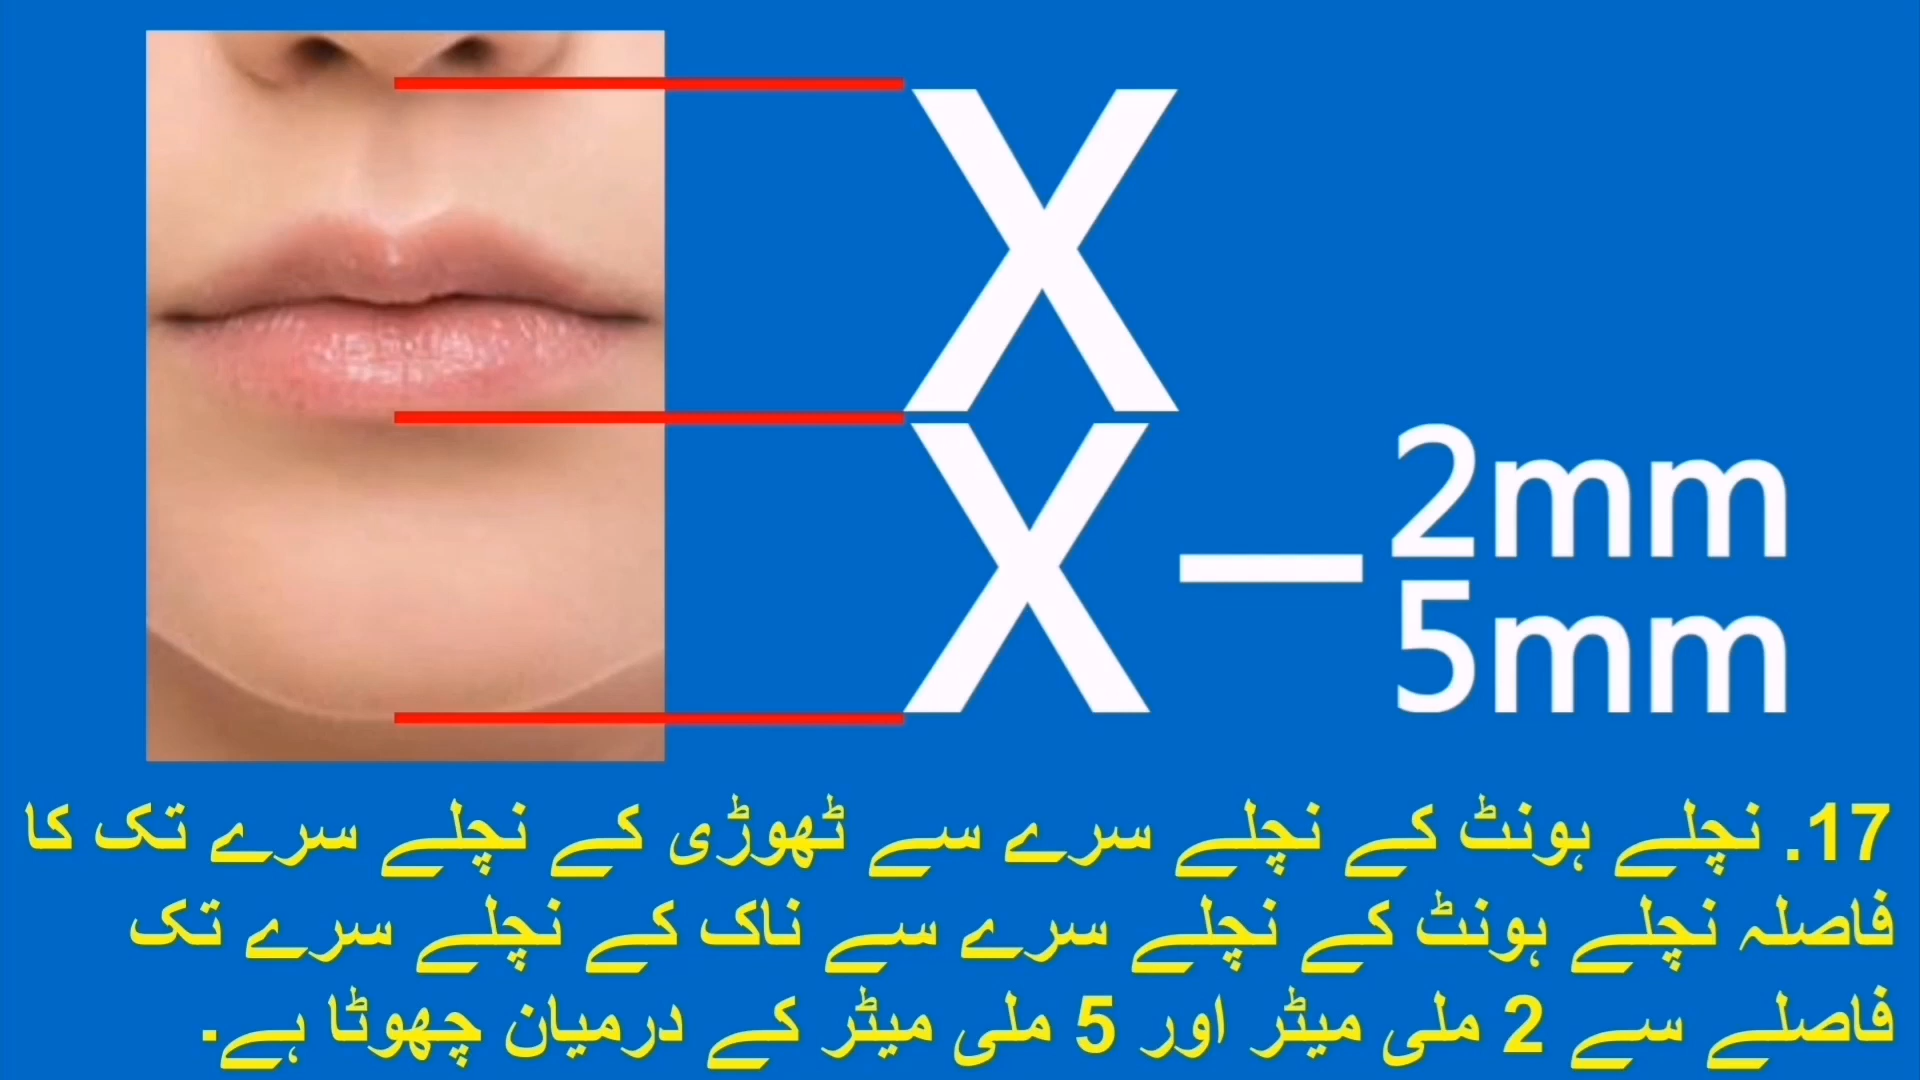 X
X – 2mm
5mm
17. نچلے ہونٹ کے نچلے سرے سے ٹھوڑی کے نچلے سرے تک کا
فاصلہ نچلے ہونٹ کے نچلے سرے سے ناک کے نچلے سرے تک
فاصلے سے 2 ملی میٹر اور 5 ملی میٹر کے درمیان چھوٹا ہے۔